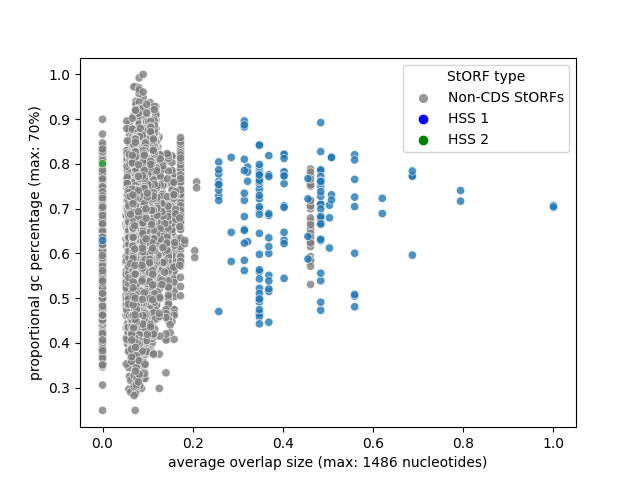 StORF type
Non-CDS StORFs
HSS 1
HSS 2
proportional gc percentage (max: 70%)
1.0
0.9
0.8
0.7
0.6
0.5
0.4
0.3
0.0 0.2 0.4 0.6 0.8 1.0
average overlap size (max: 1486 nucleotides)